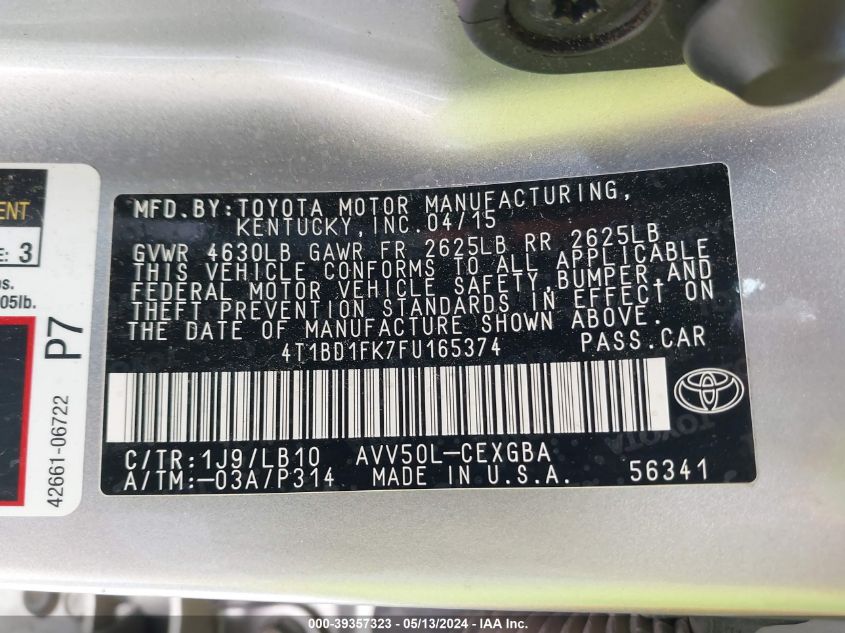 ENT
E: 3
os.
05lb.
P7
42661-06722
MFD.BY:TOYOTA MOTOR MANUFACTURING,
KENTUCKY,INC.04/15
GVWR 4630LB GAWR FR 2625LB RR 2625LB
THIS VEHICLE CONFORMS TO ALL APPLICABLE
FEDERAL MOTOR VEHICLE SAFETY,BUMPER,AND
THEFT PREVENTION STANDARDS IN EFFECT ON
THE DATE OF MANUFACTURE SHOWN ABOVE.
4T1BD1FK7FU165374 PASS.CAR
C/TR:1J9/LB10 AVV50L-CEXGBA
A/TM:-03A/P314 MADE IN U.S.A. 56341
000-39357323 - 05/13/2024 - IAA Inc.